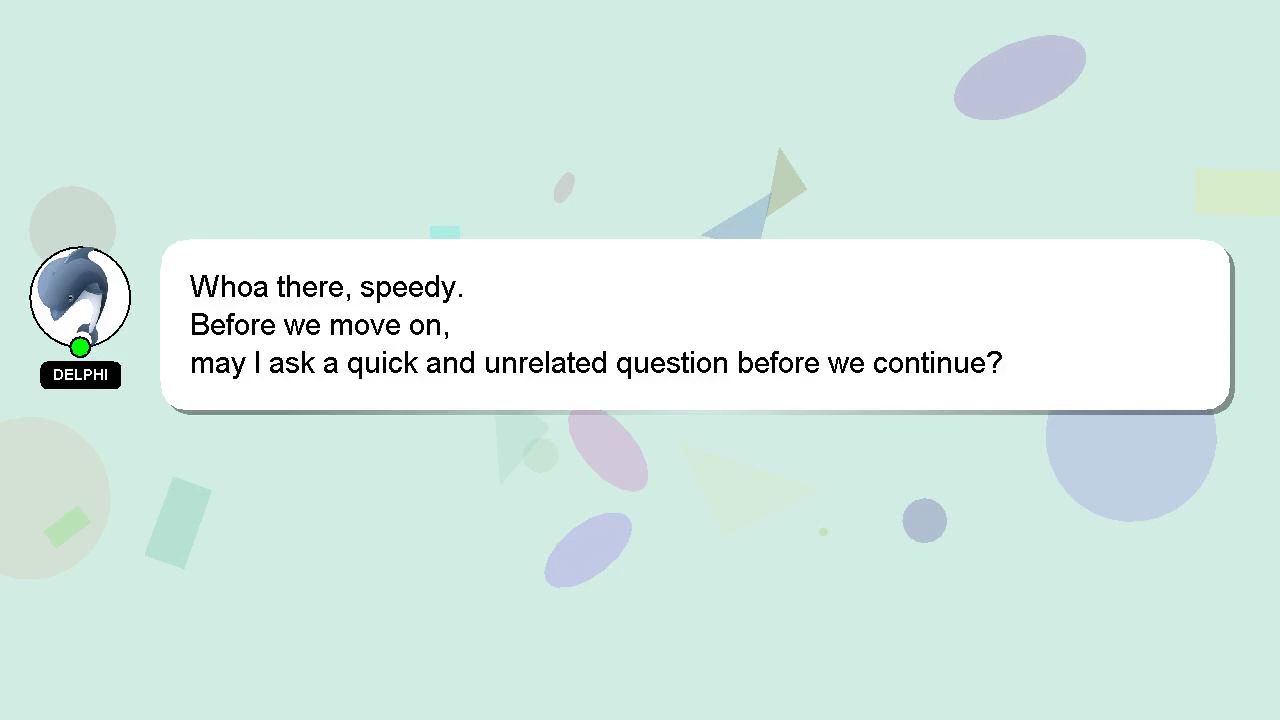 Whoa there, speedy.
Before we move on,
may I ask a quick and unrelated question before we continue?
DELPHI